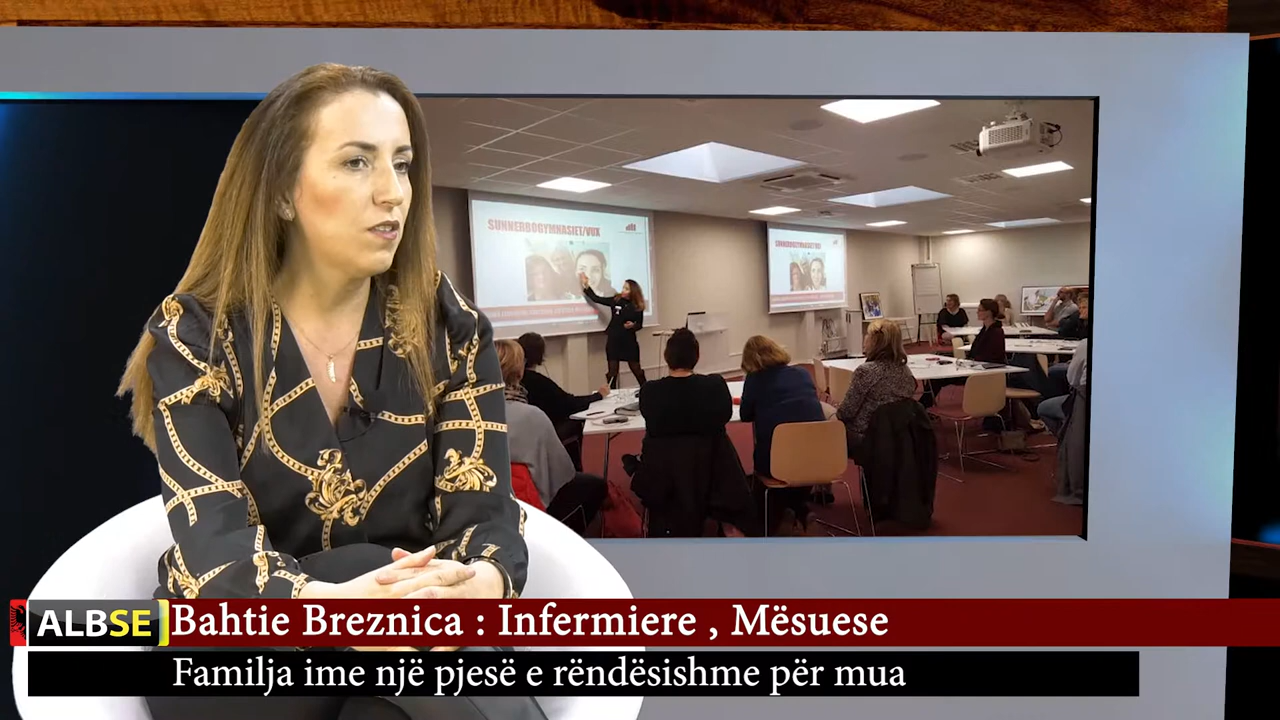 SUNNERBOGYMNASIET/VUX
SUNNERBOGYMNASIET/VUX
ALBSE
Bahtie Breznica : Infermiere , Mësuese
Familja ime një pjesë e rëndësishme për mua